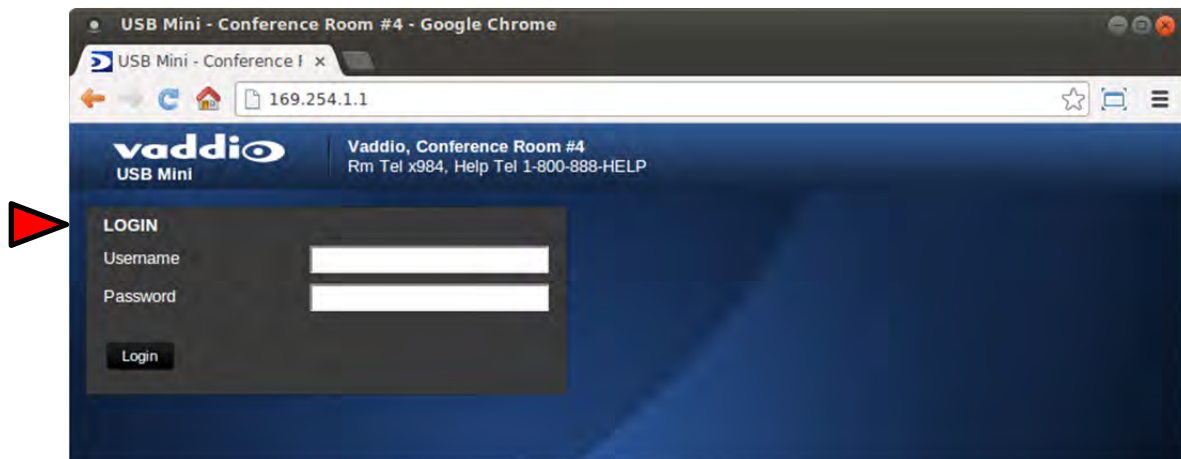 USB Mini - Conference Room #4 - Google Chrome
USB Mini - Conference
169.254.1.1
vaddio
USB Mini
Vaddio, Conference Room #4
Rm Tel x984, Help Tel 1-800-888-HELP
LOGIN
Username
Password
Login